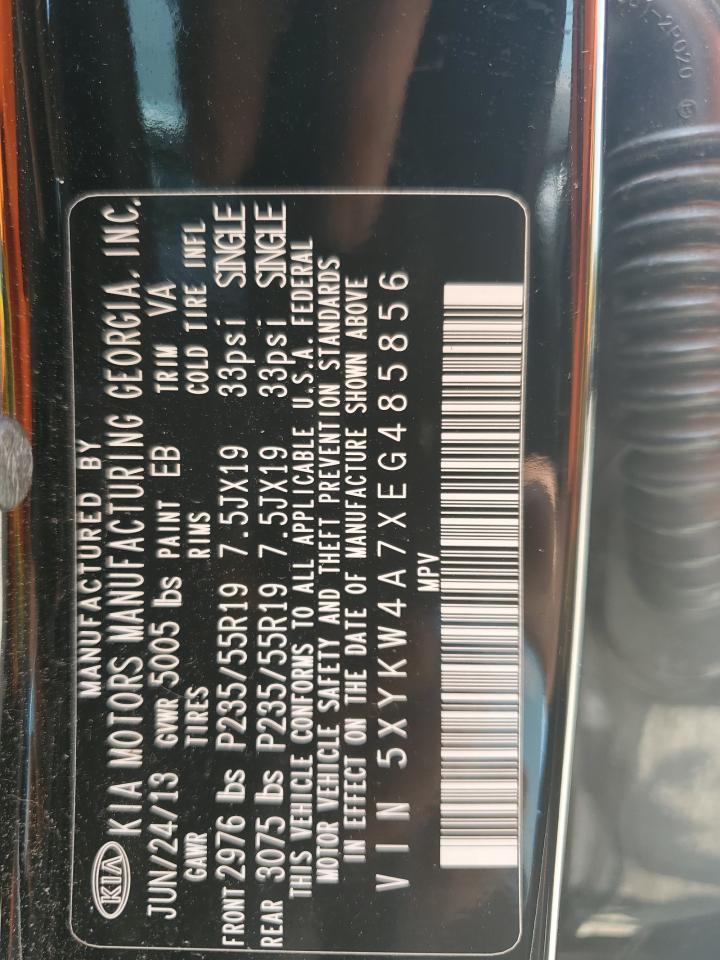 MANUFACTURED BY
KIA KIA MOTORS MANUFACTURING GEORGIA, INC.
JUN/24/13 GVWR 5005 lbs PAINT EB TRIM VA
GAWR TIRES RIMS COLD TIRE INFL
FRONT 2976 lbs P235/55R19 7.5JX19 33psi SINGLE
REAR 3075 lbs P235/55R19 7.5JX19 33psi SINGLE
THIS VEHICLE CONFORMS TO ALL APPLICABLE U.S.A. FEDERAL
MOTOR VEHICLE SAFETY AND THEFT PREVENTION STANDARDS
IN EFFECT ON THE DATE OF MANUFACTURE SHOWN ABOVE
VIN 5XYKW4A7XEG485856
MPV